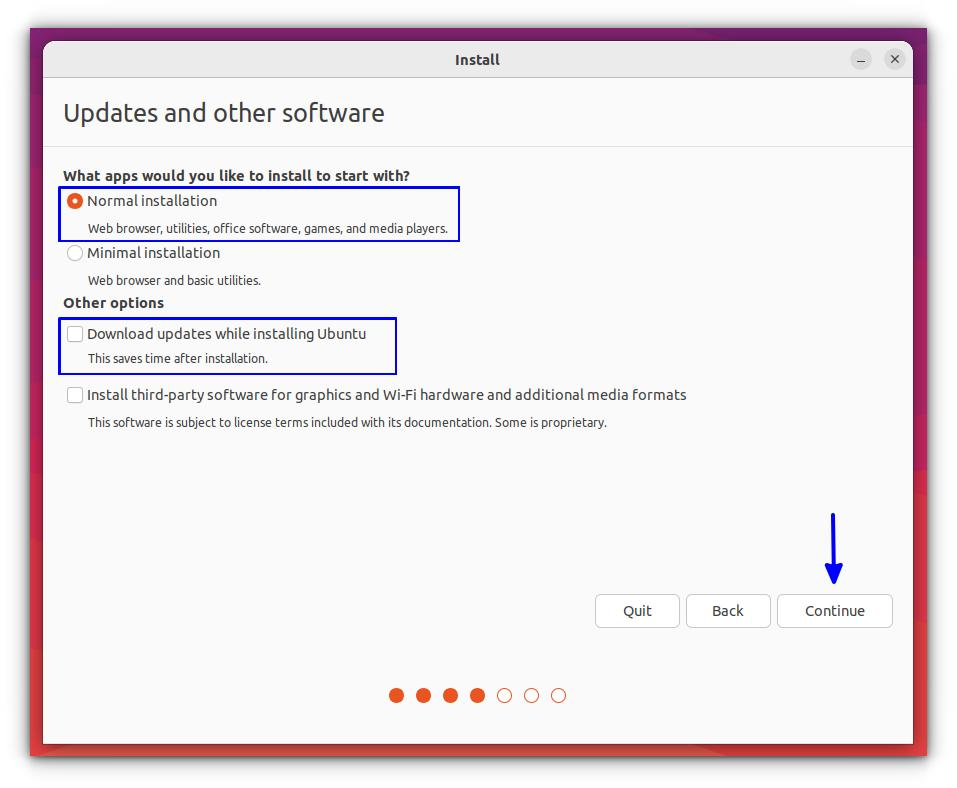 Install
Updates and other software
What apps would you like to install to start with?
Normal installation
Web browser, utilities, office software, games, and media players.
Minimal installation
Web browser and basic utilities.
Other options
Download updates while installing Ubuntu
This saves time after installation.
Install third-party software for graphics and Wi-Fi hardware and additional media formats
This software is subject to license terms included with its documentation. Some is proprietary.
Quit Back Continue